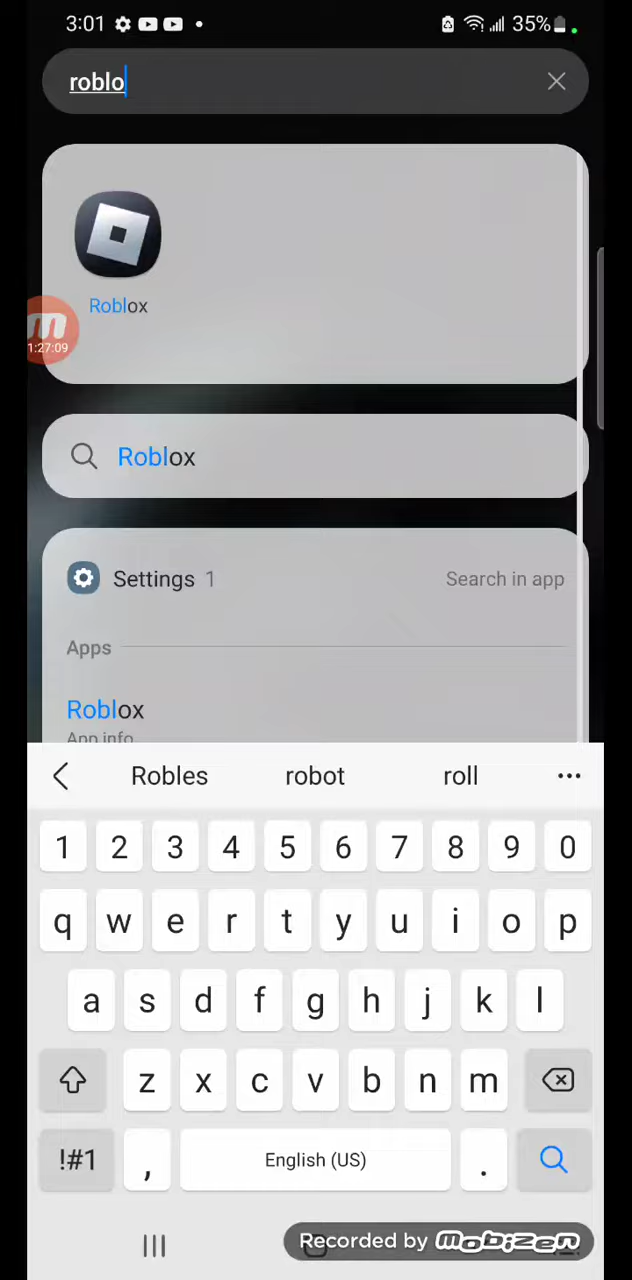 3:01 35%
roblo
Roblox
1:27:09
Roblox
Settings 1 Search in app
Apps
Roblox
App info
Robles robot roll ...
1 2 3 4 5 6 7 8 9 0
q w e r t y u i o p
a s d f g h j k l
z x c v b n m
!#1 , English (US) .
Recorded by mobizen